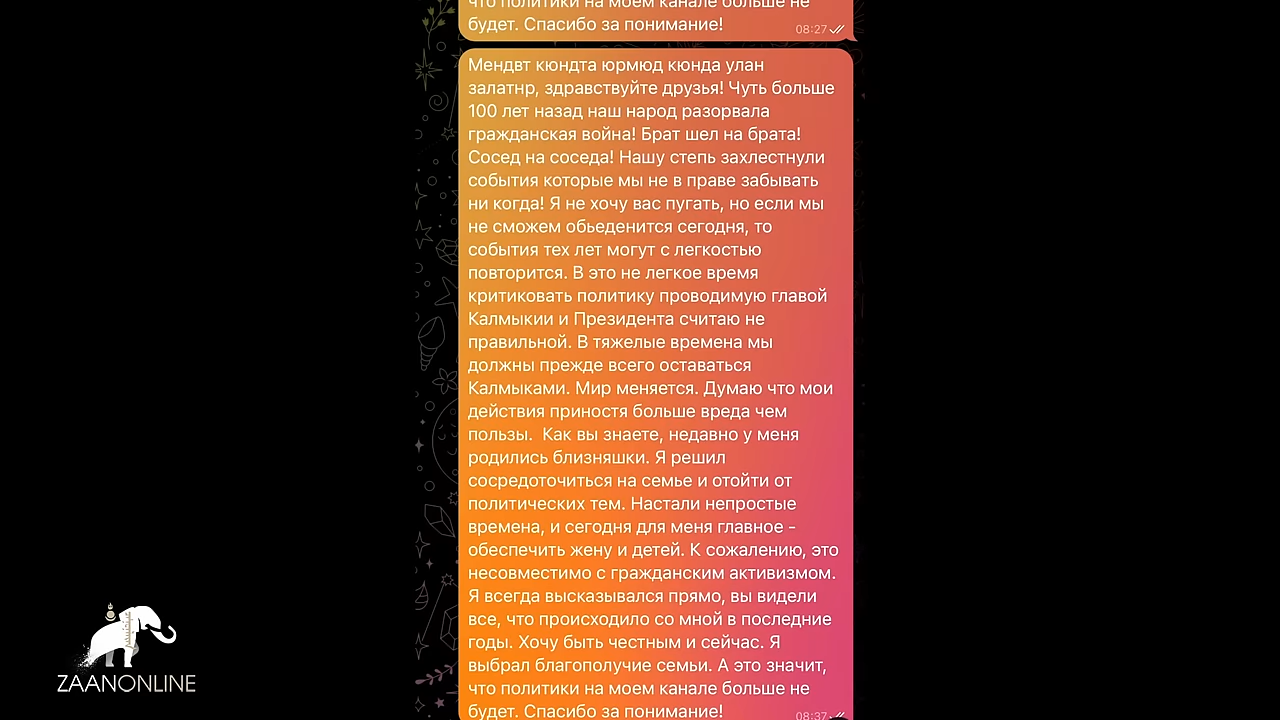 что политики на моем канале больше не
будет. Спасибо за понимание!
08:27
Мендвт кюндта юрмюд кюнда улан
залатнр, здравствуйте друзья! Чуть больше
100 лет назад наш народ разорвала
гражданская война! Брат шел на брата!
Сосед на соседа! Нашу степь захлестнули
события которые мы не в праве забывать
ни когда! Я не хочу вас пугать, но если мы
не сможем обьеденится сегодня, то
события тех лет могут с легкостью
повторится. В это не легкое время
критиковать политику проводимую главой
Калмыкии и Президента считаю не
правильной. В тяжелые времена мы
должны прежде всего оставаться
Калмыками. Мир меняется. Думаю что мои
действия приностя больше вреда чем
пользы.  Как вы знаете, недавно у меня
родились близняшки. Я решил
сосредоточиться на семье и отойти от
политических тем. Настали непростые
времена, и сегодня для меня главное -
обеспечить жену и детей. К сожалению, это
несовместимо с гражданским активизмом.
Я всегда высказывался прямо, вы видели
все, что происходило со мной в последние
годы. Хочу быть честным и сейчас. Я
выбрал благополучие семьи. А это значит,
что политики на моем канале больше не
будет. Спасибо за понимание!
08:37
ZAANONLINE